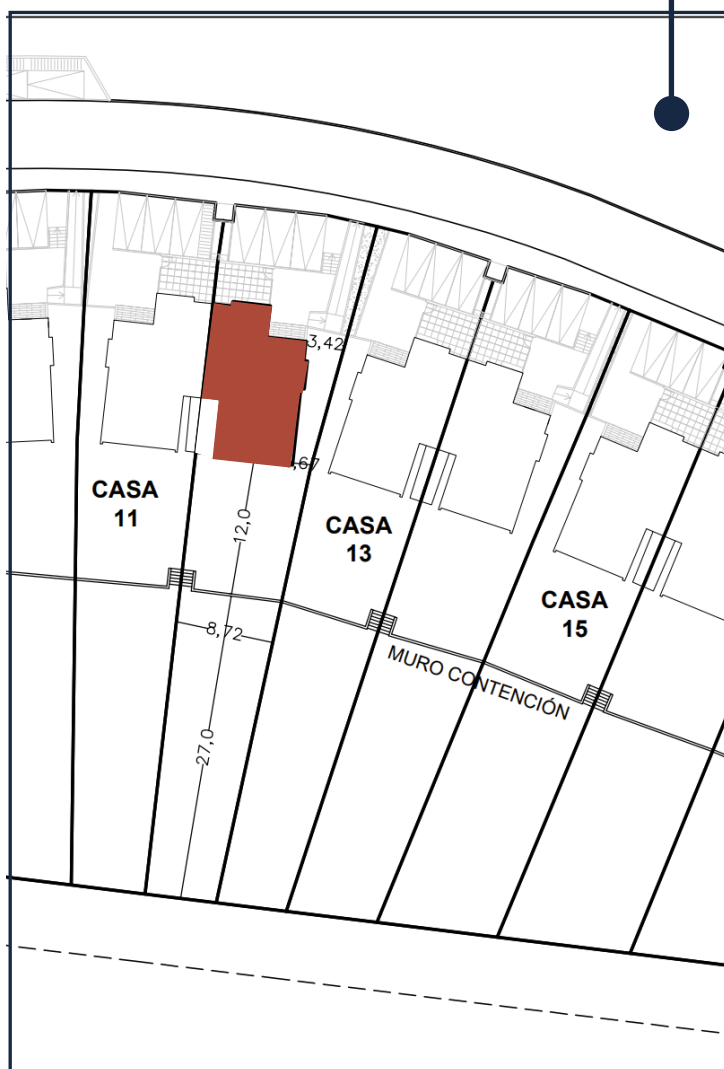 3,42
,67
CASA
11
12,0
CASA
13
CASA
15
8,72
MURO CONTENCIÓN
27,0